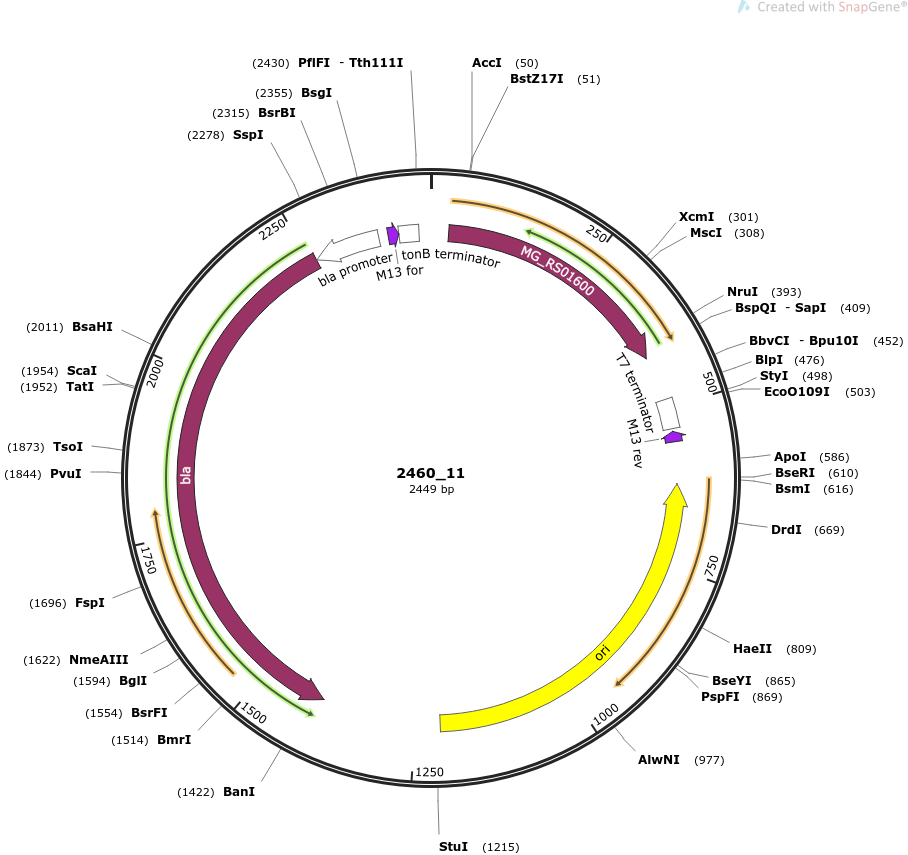 Created with SnapGene®
(2430) PflFI - Tth111I
AccI (50)
BstZ17I (51)
(2355) BsgI
(2315) BsrBI
(2278) SspI
XcmI (301)
MscI (308)
NruI (393)
BspQI - SapI (409)
BbvCI - Bpu10I (452)
BlpI (476)
StyI (498)
EcoO109I (503)
ApoI (586)
BseRI (610)
BsmI (616)
DrdI (669)
HaeII (809)
BseYI (865)
PspFI (869)
AlwNI (977)
StuI (1215)
(1422) BanI
(1514) BmrI
(1554) BsrFI
(1594) BglI
(1622) NmeAIII
(1696) FspI
(1844) PvuI
(1873) TsoI
(1952) TatI
(1954) ScaI
(2011) BsaHI
250
500
750
1000
1250
1500
1750
2000
2250
bla promoter
M13 for
tonB terminator
MG_RS01600
T7 terminator
M13 rev
ori
bla
2460_11
2449 bp